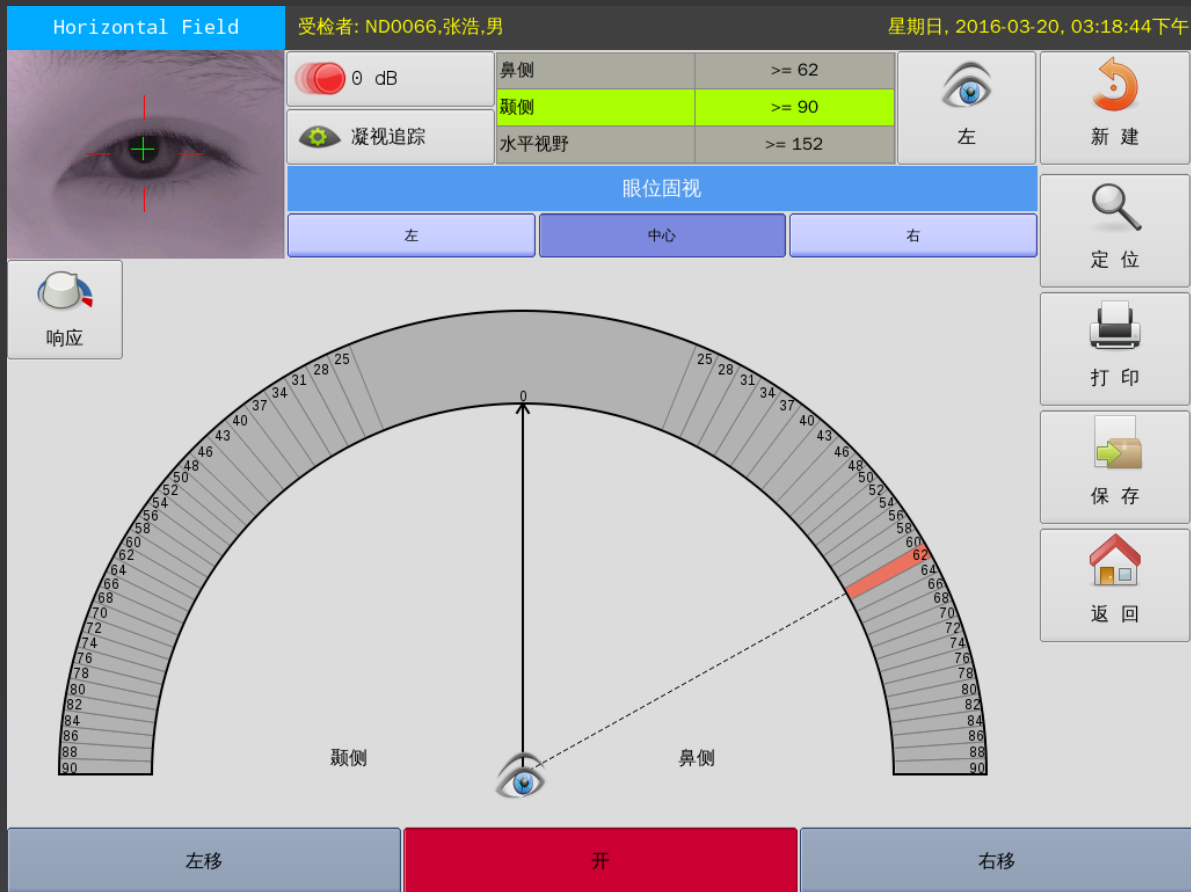 Horizontal Field
受检者: ND0066,张浩,男
星期日, 2016-03-20, 03:18:44下午
0 dB
鼻侧 >= 62
颞侧 >= 90
水平视野 >= 152
凝视追踪
左
新 建
眼位固视
左 中心 右
定 位
响应
打 印
保 存
返 回
0
25 28 31 34 37 40 43 46 48 50 52 54 56 58 60 62 64 66 68 70 72 74 76 78 80 82 84 86 88 90
25 28 31 34 37 40 43 46 48 50 52 54 56 58 60 62 64 66 68 70 72 74 76 78 80 82 84 86 88 90
颞侧 鼻侧
左移 开 右移